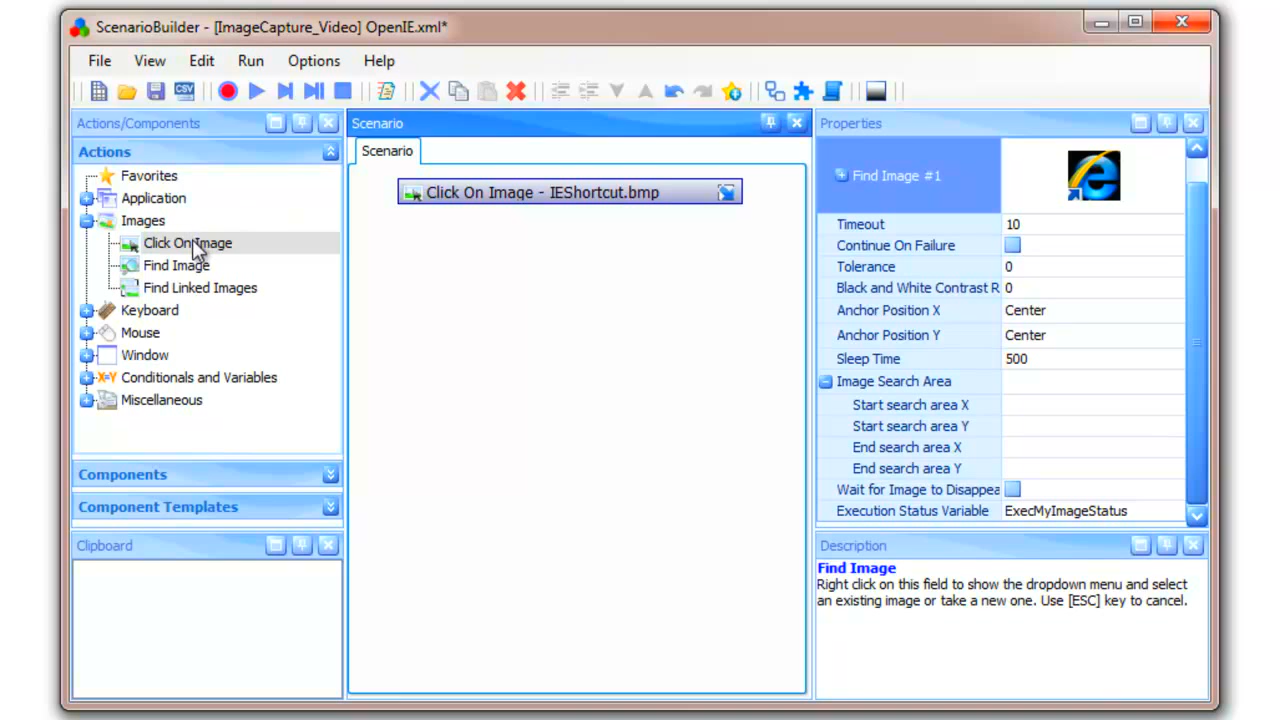 ScenarioBuilder - [ImageCapture_Video] OpenIE.xml*
File View Edit Run Options Help
CSV
Actions/Components
Actions
Favorites
Application
Images
Click On Image
Find Image
Find Linked Images
Keyboard
Mouse
Window
X=Y Conditionals and Variables
Miscellaneous
Components
Component Templates
Clipboard
Scenario
Scenario
Click On Image - IEShortcut.bmp
Properties
Find Image #1
Timeout 10
Continue On Failure
Tolerance 0
Black and White Contrast R 0
Anchor Position X Center
Anchor Position Y Center
Sleep Time 500
Image Search Area
Start search area X
Start search area Y
End search area X
End search area Y
Wait for Image to Disappea
Execution Status Variable ExecMyImageStatus
Description
Find Image
Right click on this field to show the dropdown menu and select
an existing image or take a new one. Use [ESC] key to cancel.